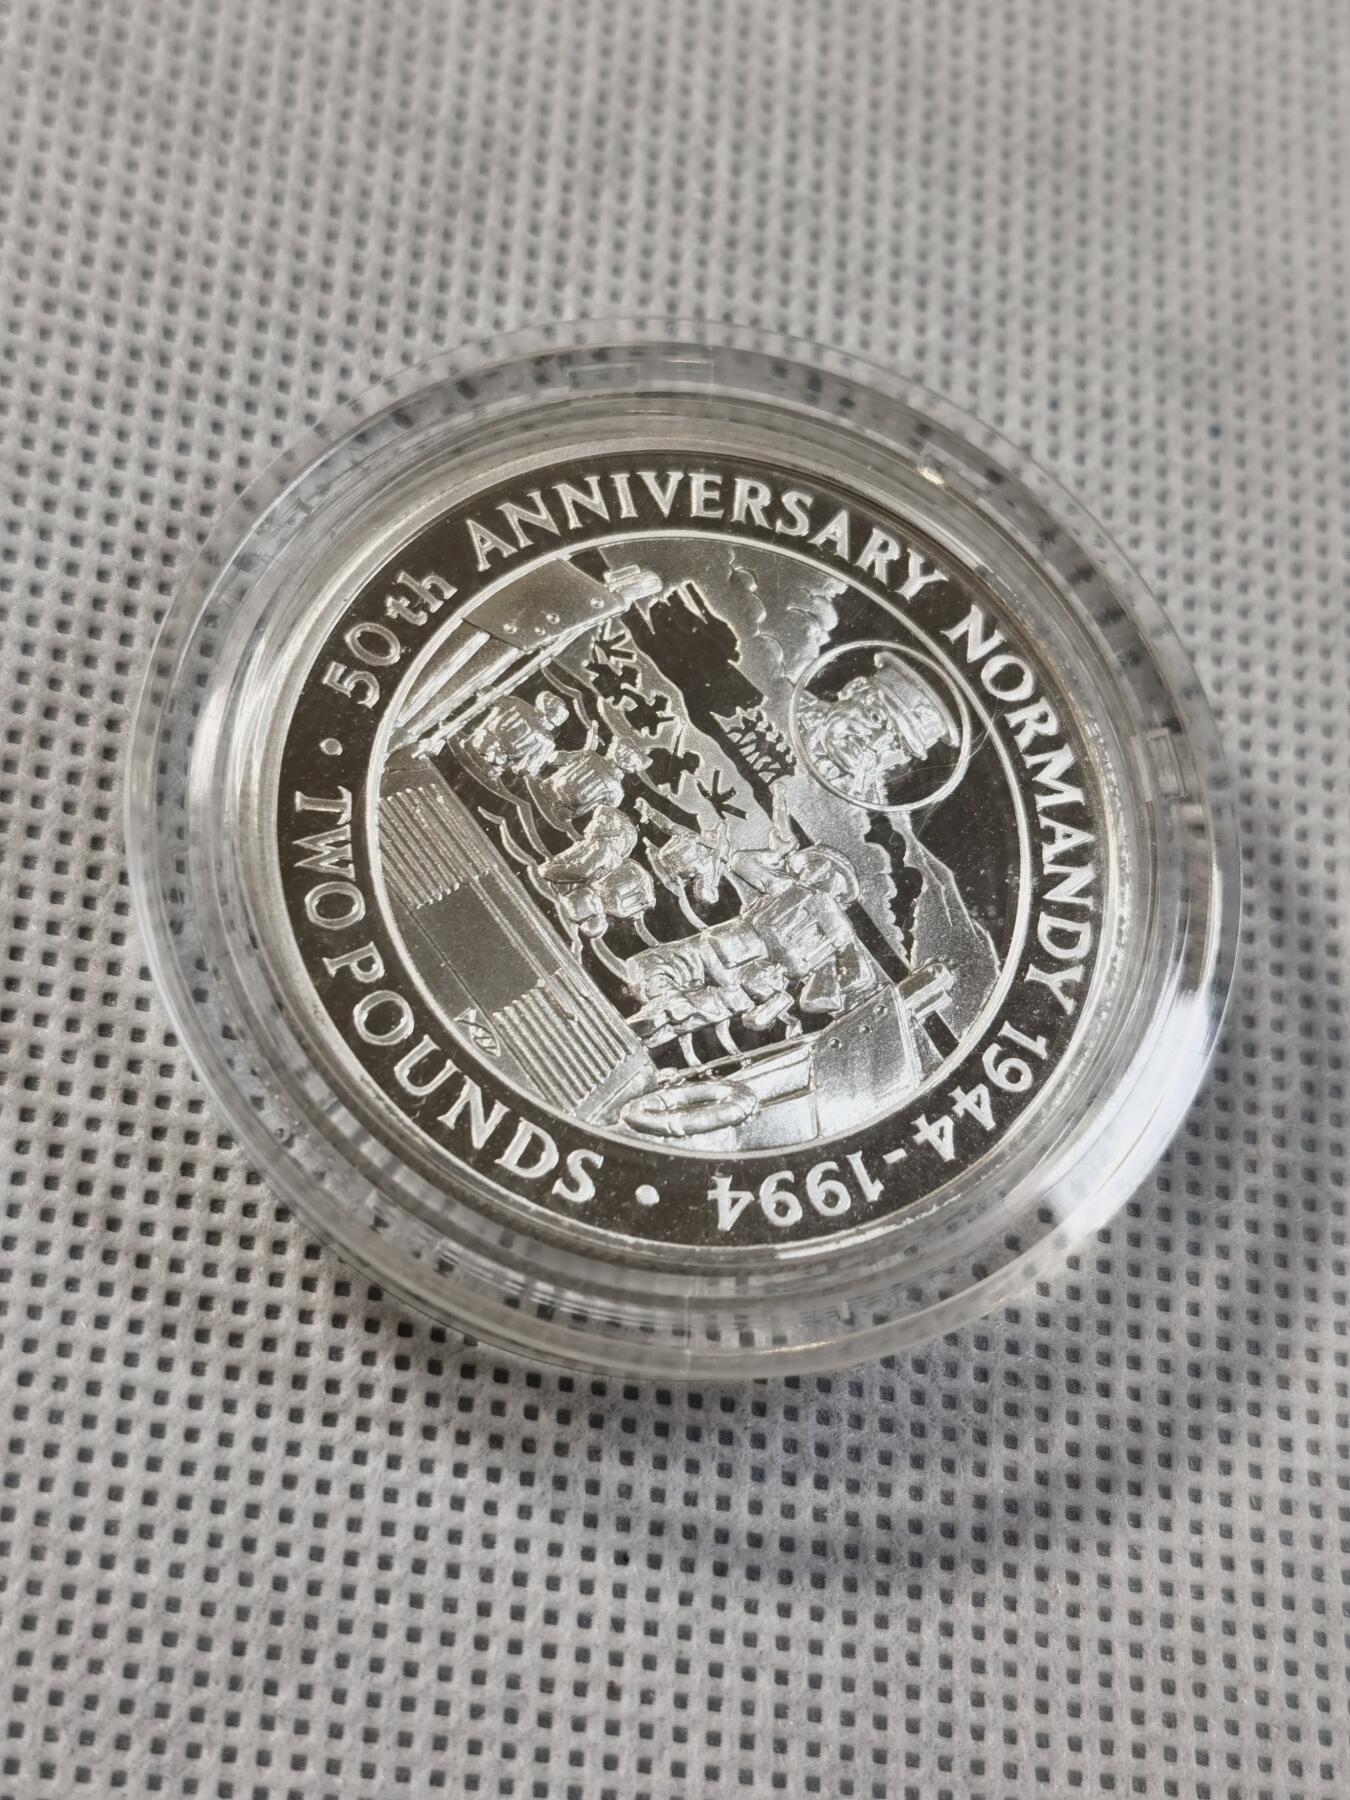 50th ANNIVERSARY NORMANDY 1944-1994
• TWO POUNDS •